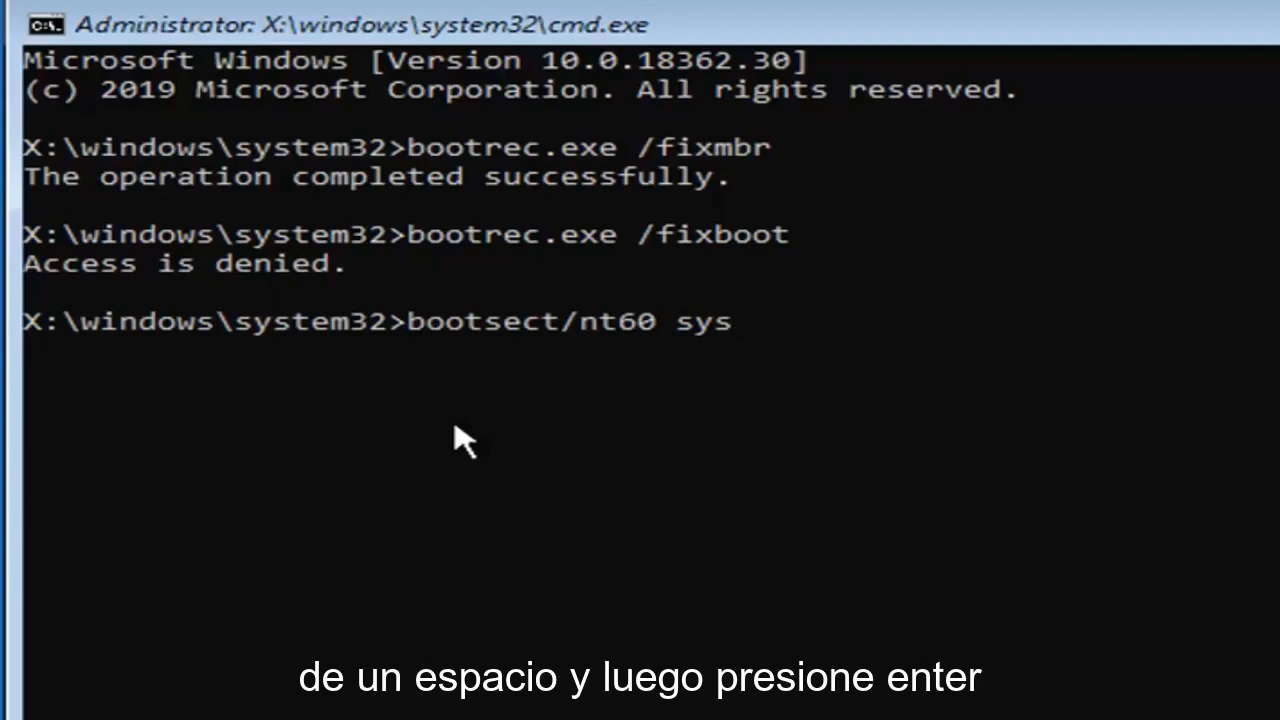 Administrator: X:\windows\system32\cmd.exe
Microsoft Windows [Version 10.0.18362.30]
(c) 2019 Microsoft Corporation. All rights reserved.
X:\windows\system32>bootrec.exe /fixmbr
The operation completed successfully.
X:\windows\system32>bootrec.exe /fixboot
Access is denied.
X:\windows\system32>bootsect/nt60 sys
de un espacio y luego presione enter